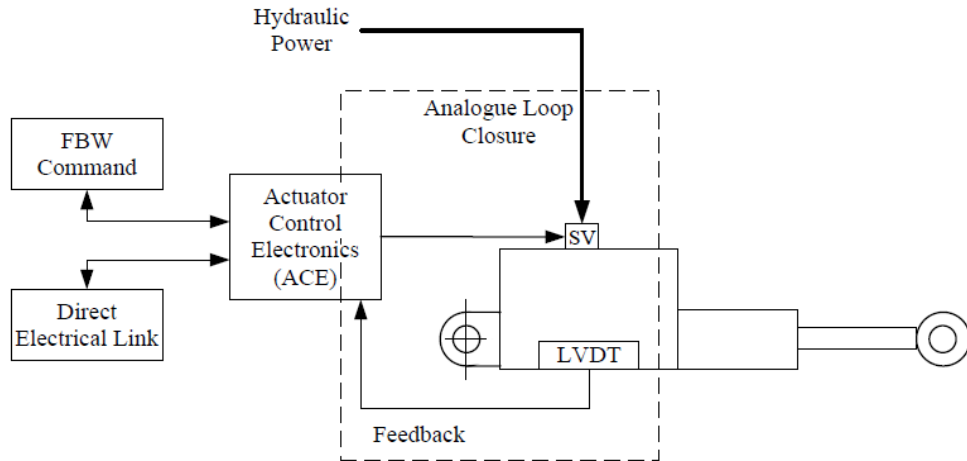 Hydraulic
Power
Analogue Loop
Closure
FBW
Command
Actuator
Control
Electronics
(ACE)
SV
Direct
Electrical Link
LVDT
Feedback